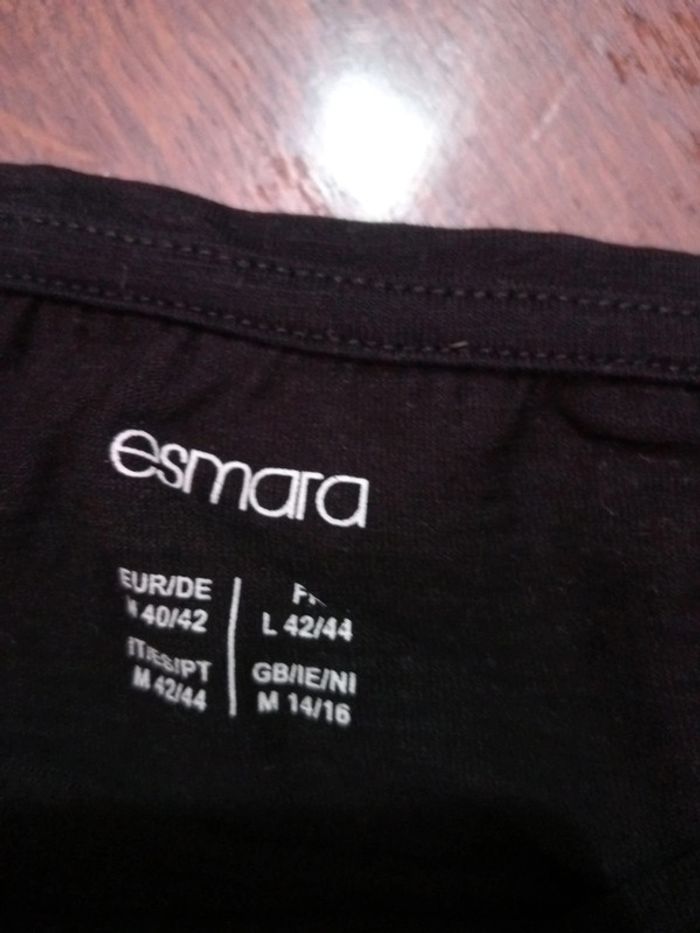 esmara
EUR/DE
40/42
L 42/44
IT/ES/PT
M 42/44
GB/IE/NI
M 14/16